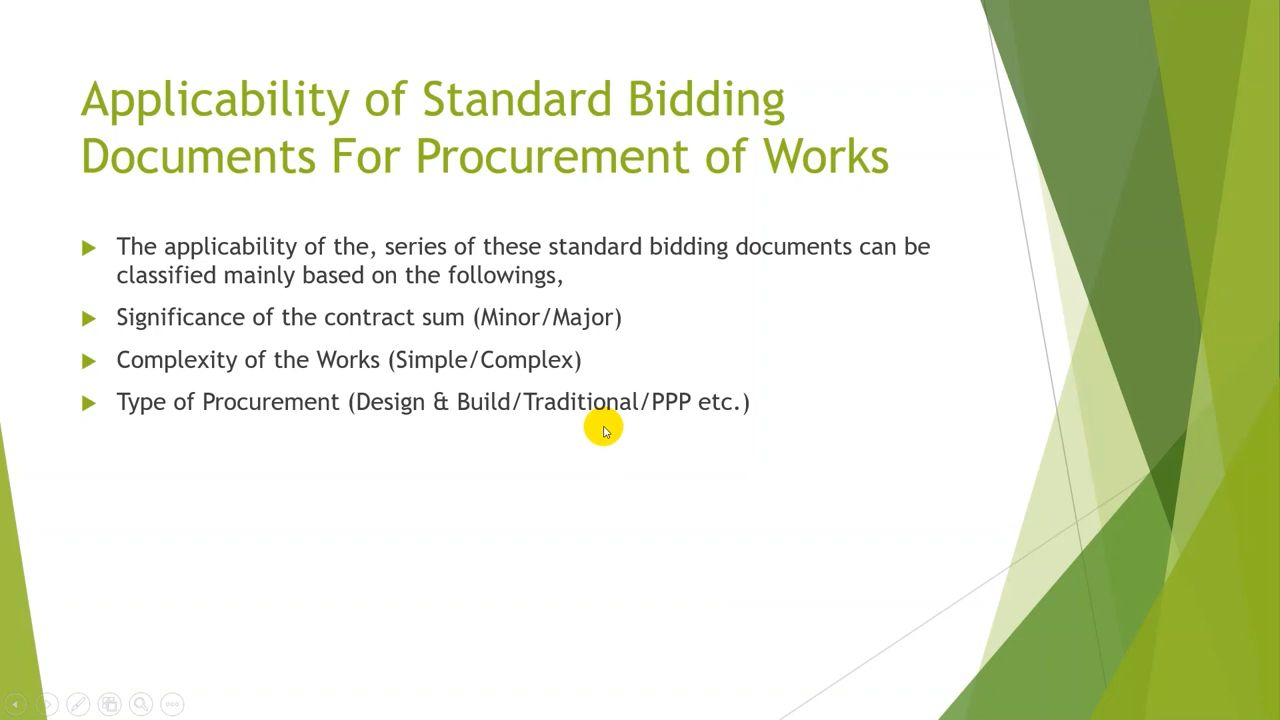 Applicability of Standard Bidding
Documents For Procurement of Works
The applicability of the, series of these standard bidding documents can be
classified mainly based on the followings,
Significance of the contract sum (Minor/Major)
Complexity of the Works (Simple/Complex)
Type of Procurement (Design & Build/Traditional/PPP etc.)